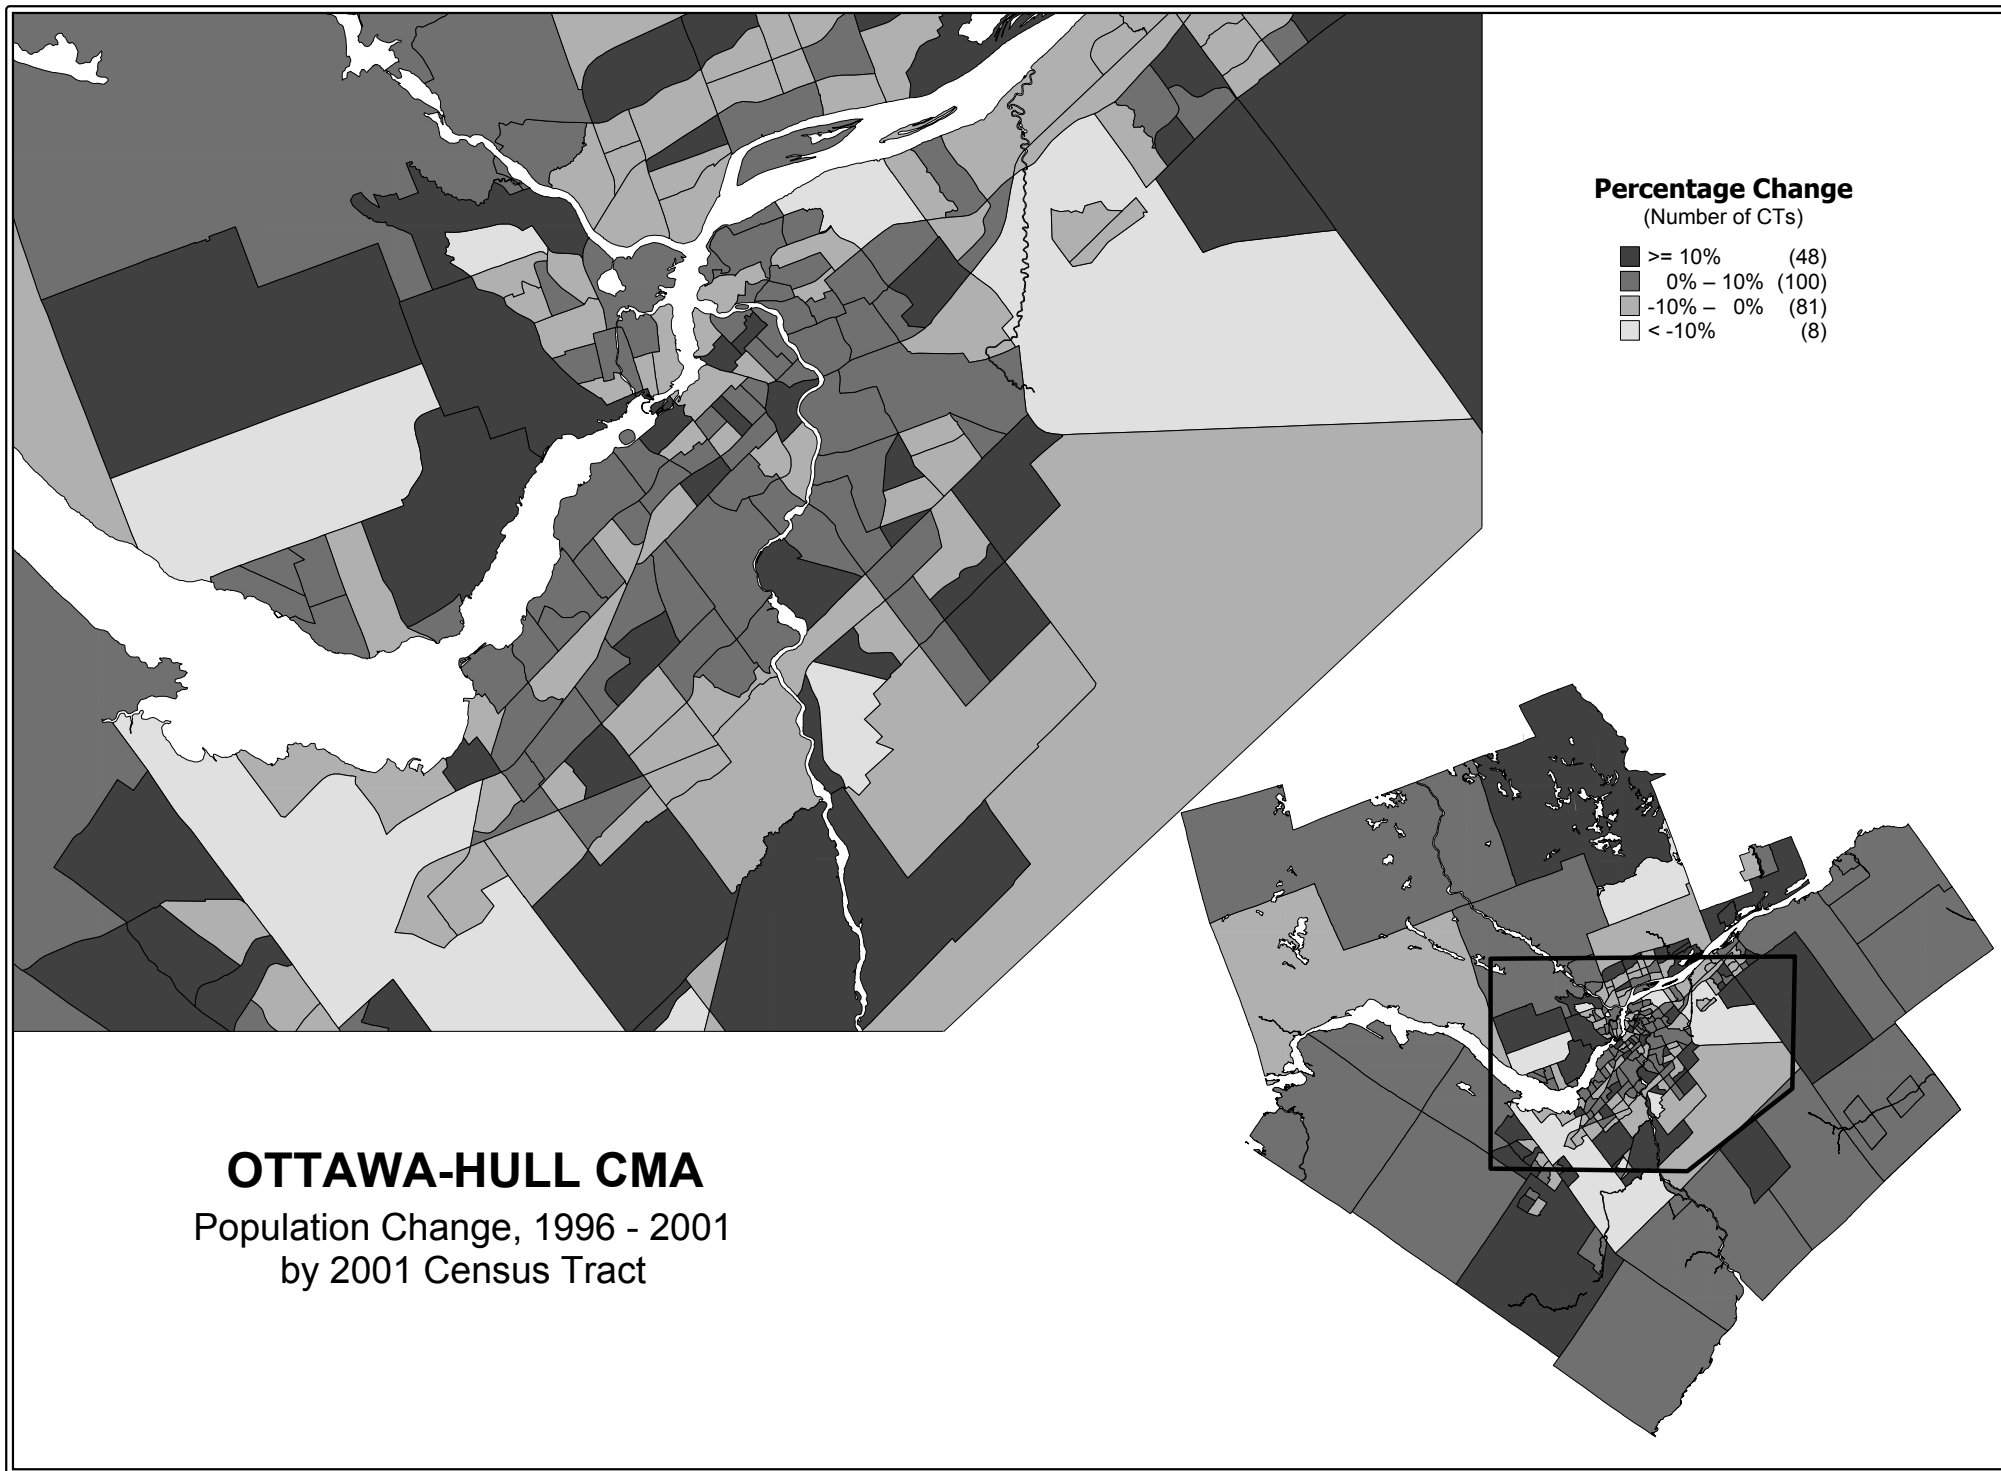 Percentage Change
(Number of CTs)
>= 10% (48)
0% – 10% (100)
-10% – 0% (81)
< -10% (8)
OTTAWA-HULL CMA
Population Change, 1996 - 2001
by 2001 Census Tract